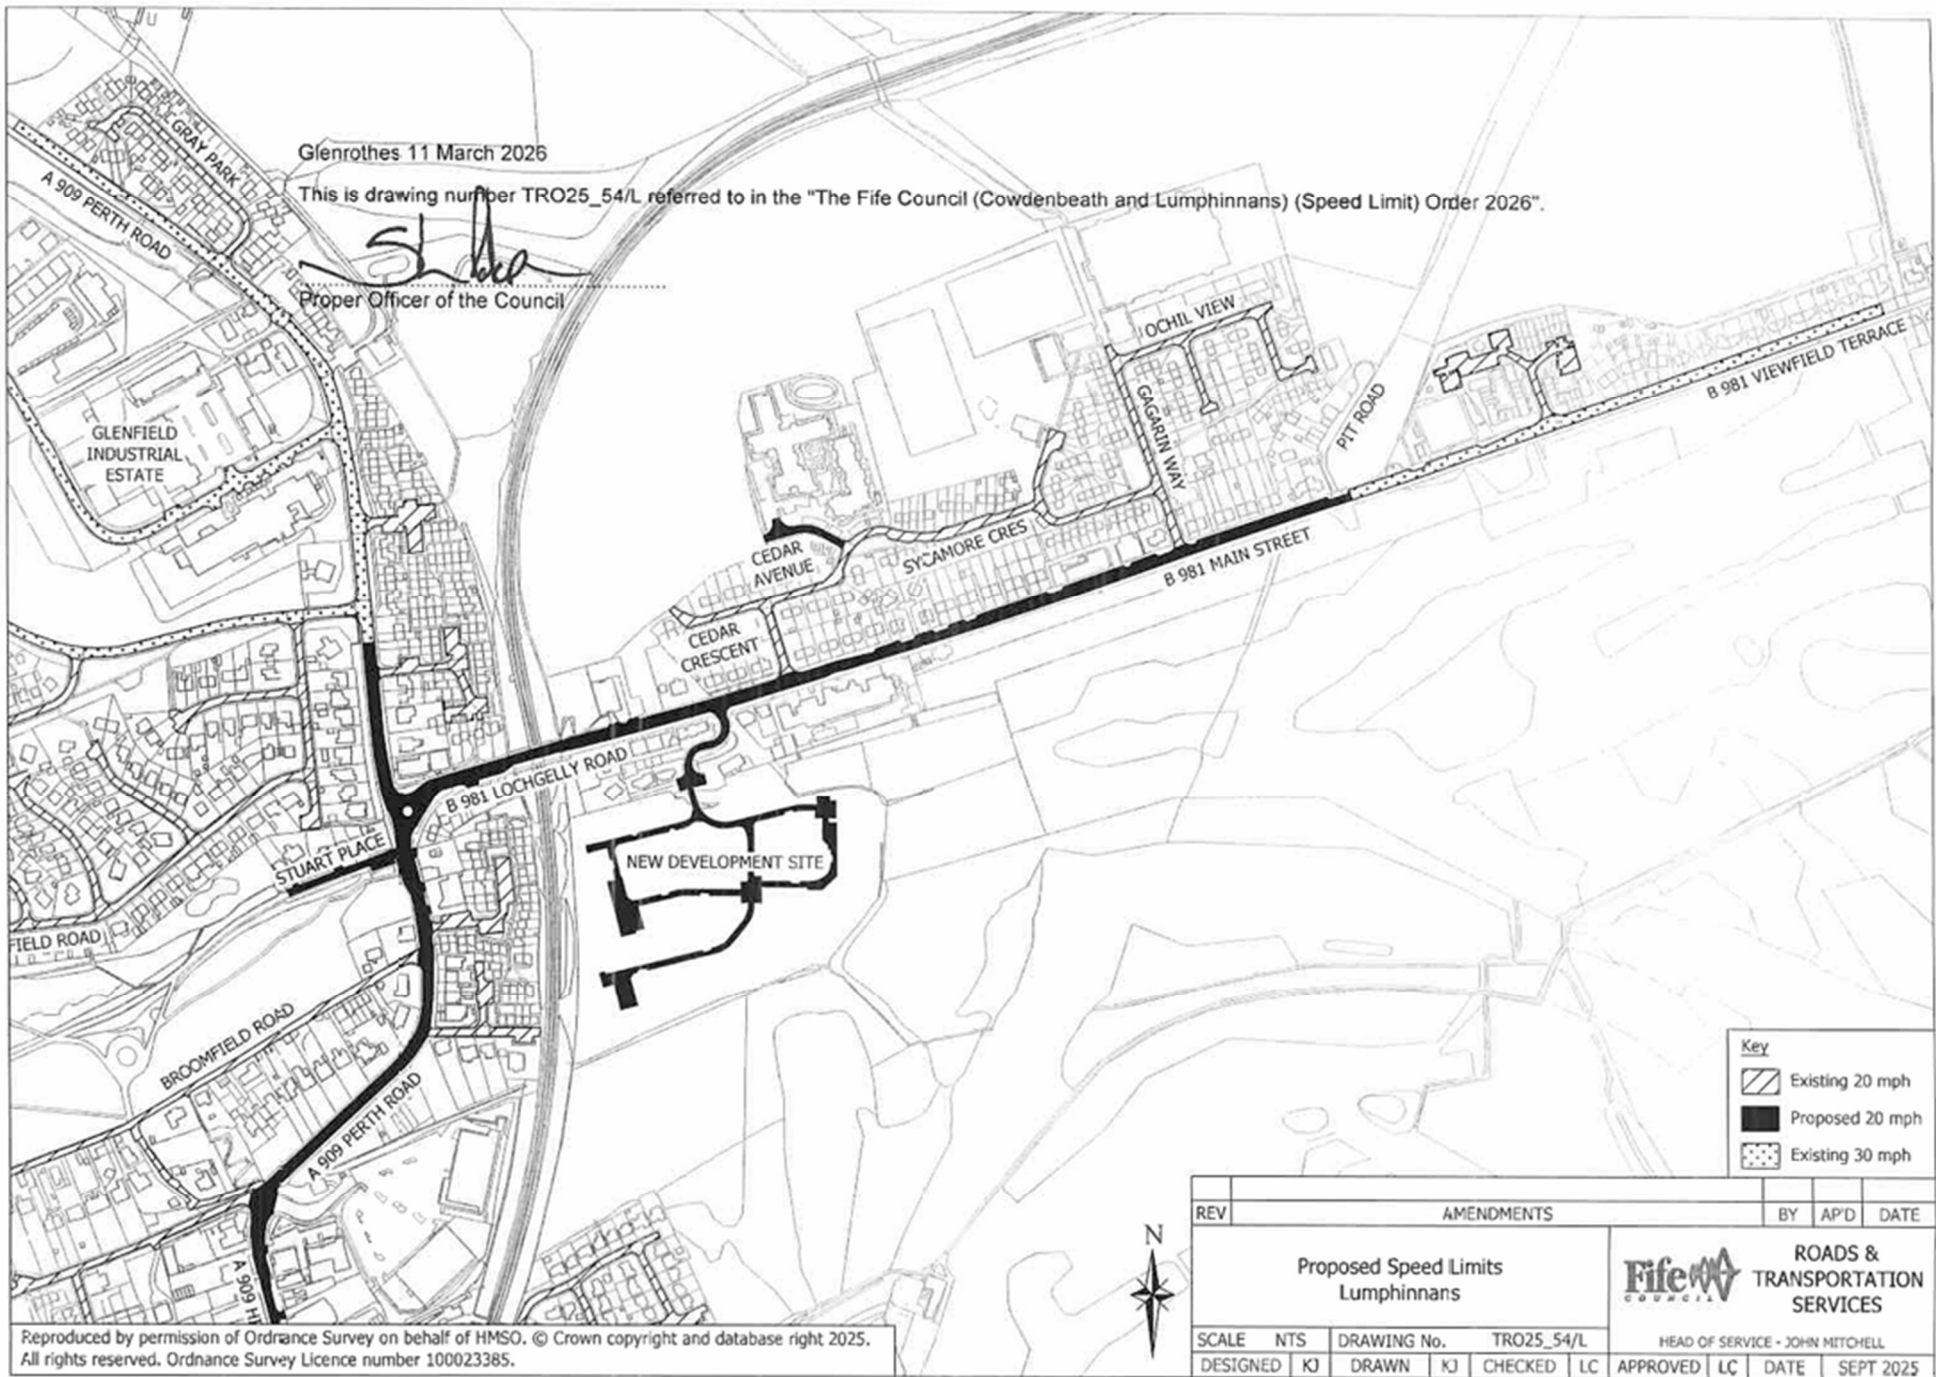 Glenrothes 11 March 2026
This is drawing number TRO25_54/L referred to in the "The Fife Council (Cowdenbeath and Lumphinnans) (Speed Limit) Order 2026".
Proper Officer of the Council
GRAY PARK
A 909 PERTH ROAD
GLENFIELD
INDUSTRIAL
ESTATE
OCHIL VIEW
GAGARIN WAY
PIT ROAD
B 981 VIEWFIELD TERRACE
CEDAR
AVENUE
SYCAMORE CRES
B 981 MAIN STREET
CEDAR
CRESCENT
B 981 LOCHGELLY ROAD
STUART PLACE
NEW DEVELOPMENT SITE
FIELD ROAD
BROOMFIELD ROAD
A 909 PERTH ROAD
A 909
Key
Existing 20 mph
Proposed 20 mph
Existing 30 mph
REV AMENDMENTS BY AP'D DATE
Proposed Speed Limits
Lumphinnans
Fife
COUNCIL
ROADS &
TRANSPORTATION
SERVICES
HEAD OF SERVICE - JOHN MITCHELL
SCALE NTS DRAWING No. TRO25_54/L
DESIGNED KJ DRAWN KJ CHECKED LC APPROVED LC DATE SEPT 2025
N
Reproduced by permission of Ordnance Survey on behalf of HMSO. © Crown copyright and database right 2025.
All rights reserved. Ordnance Survey Licence number 100023385.